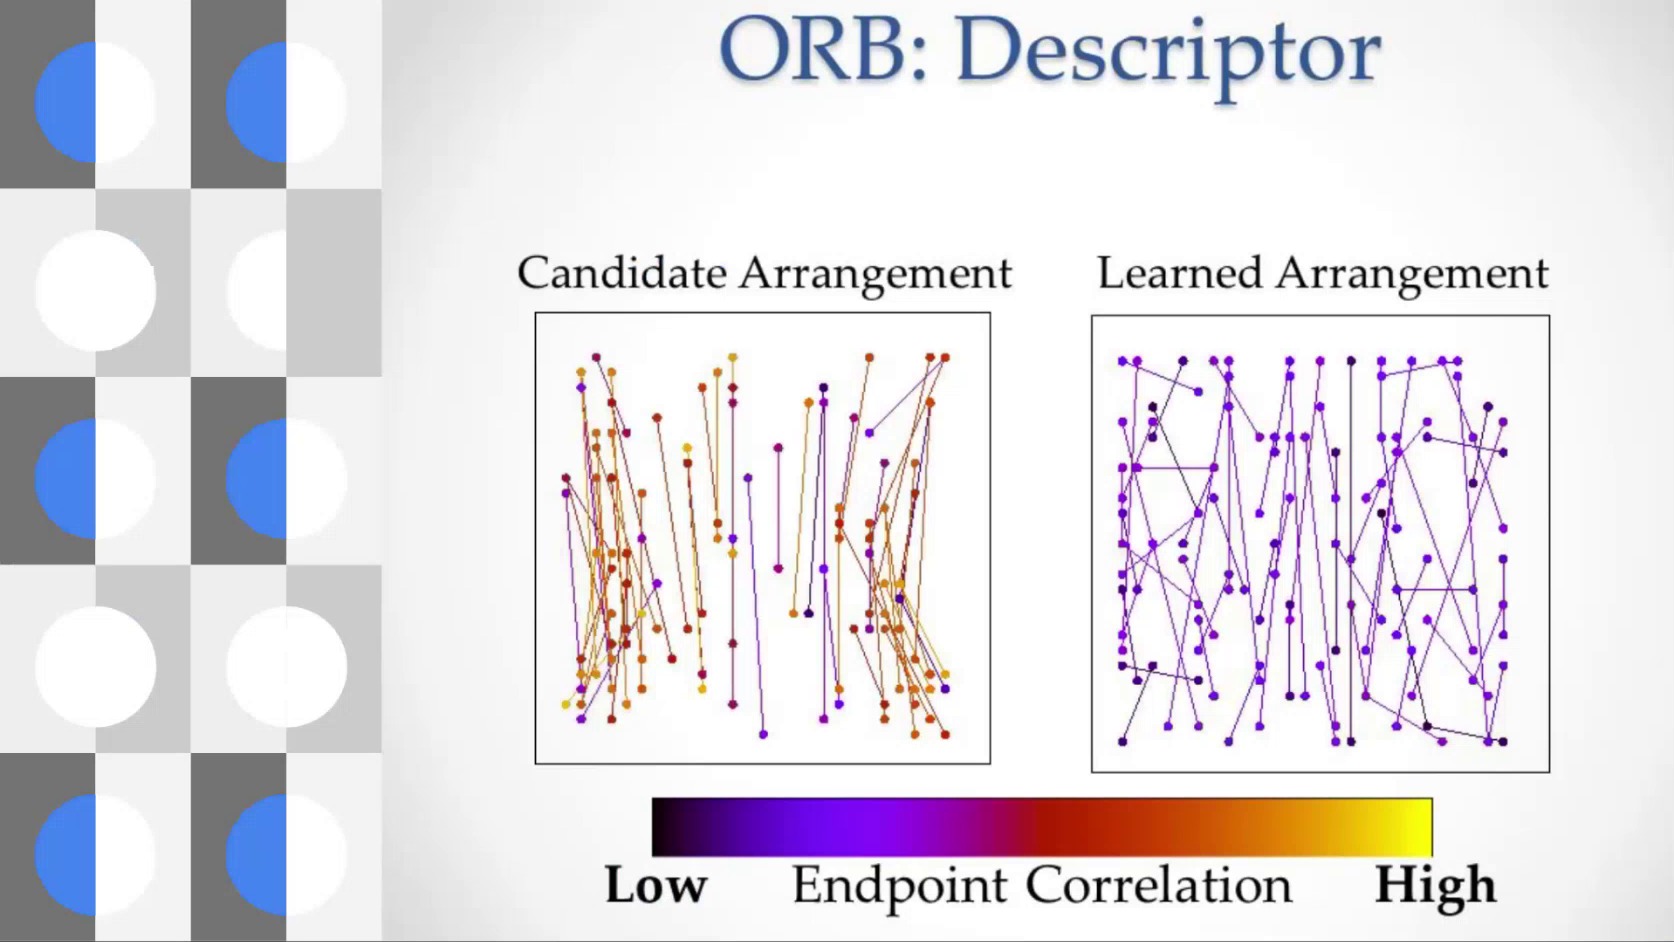 ORB: Descriptor
Candidate Arrangement
Learned Arrangement
Low Endpoint Correlation High